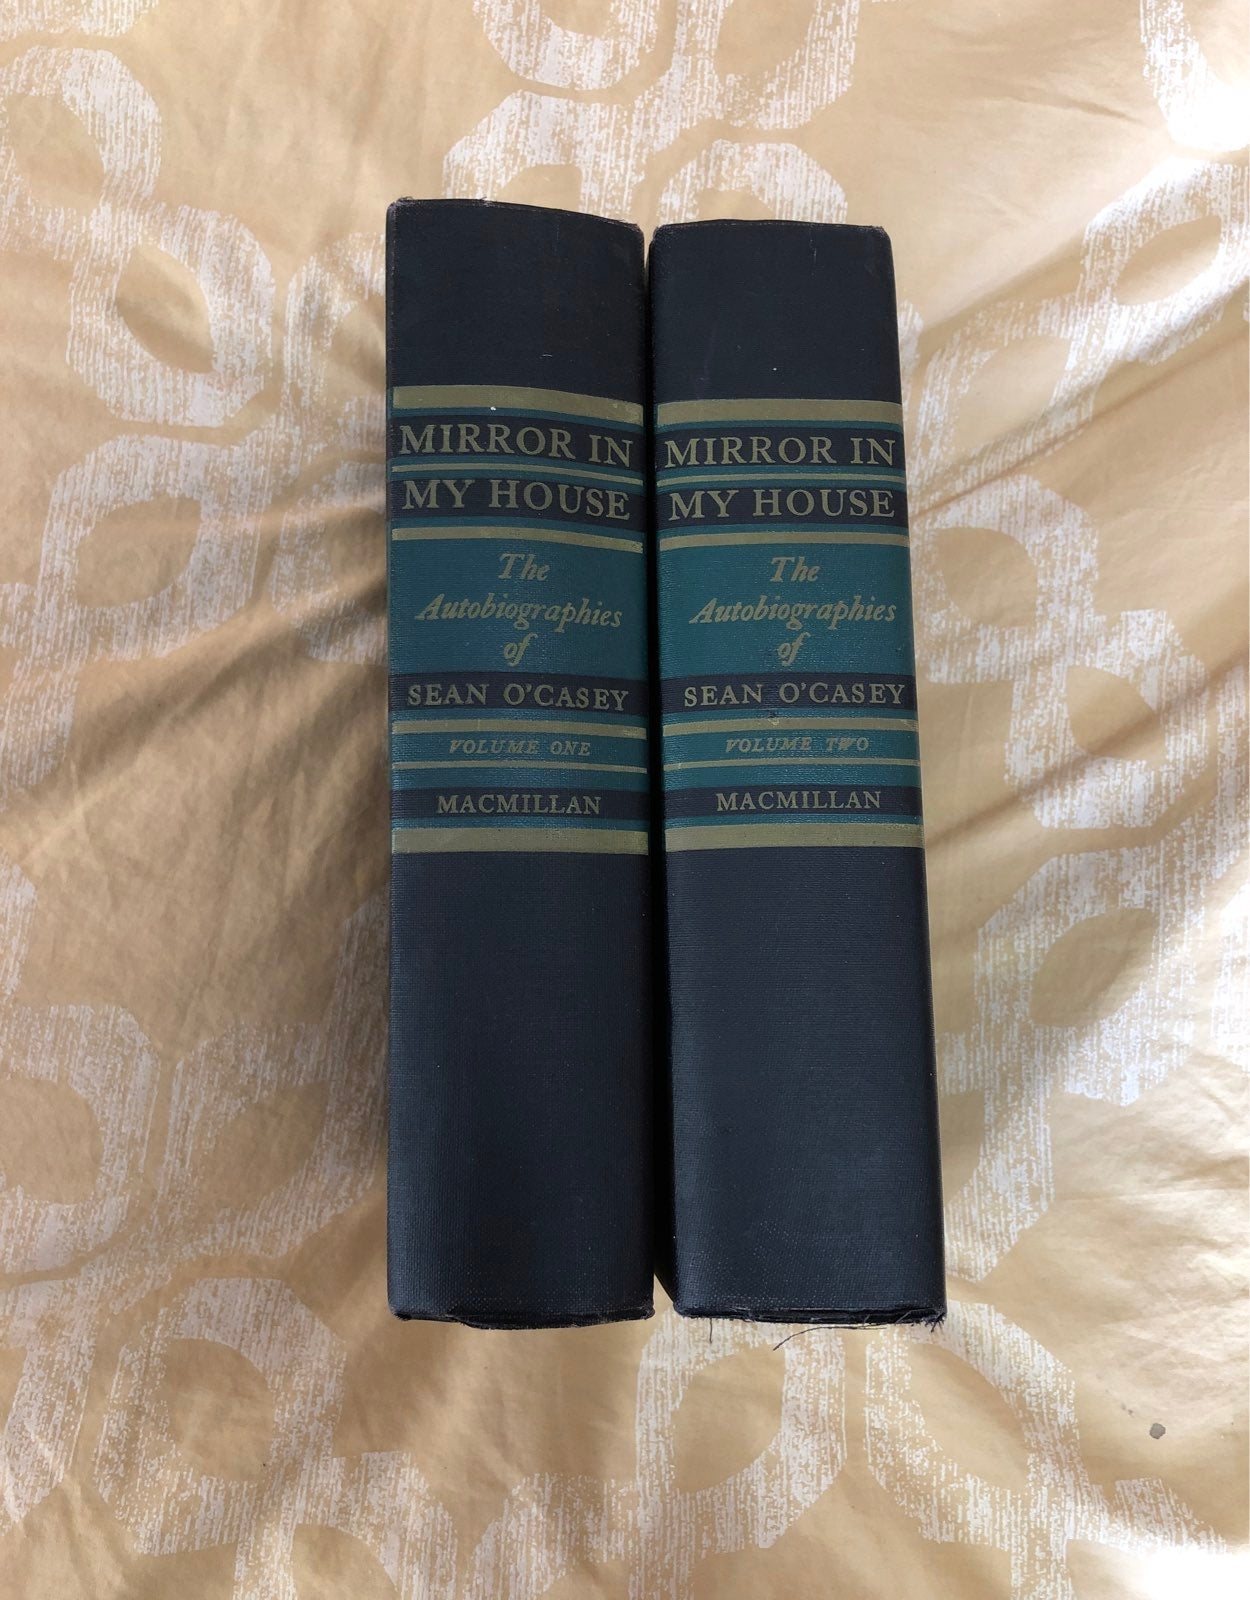 MIRROR IN
MY HOUSE
The
Autobiographies
of
SEAN O'CASEY
VOLUME ONE
MACMILLAN
MIRROR IN
MY HOUSE
The
Autobiographies
of
SEAN O'CASEY
VOLUME TWO
MACMILLAN